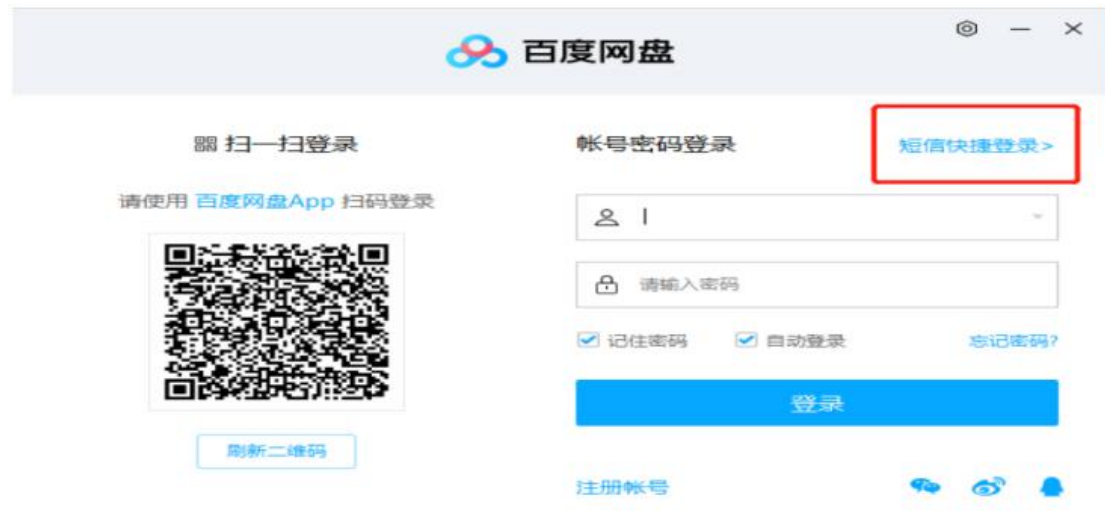 百度网盘
扫一扫登录
请使用 百度网盘App 扫码登录
刷新二维码
帐号密码登录
短信快捷登录>
请输入密码
记住密码 自动登录 忘记密码?
登录
注册帐号